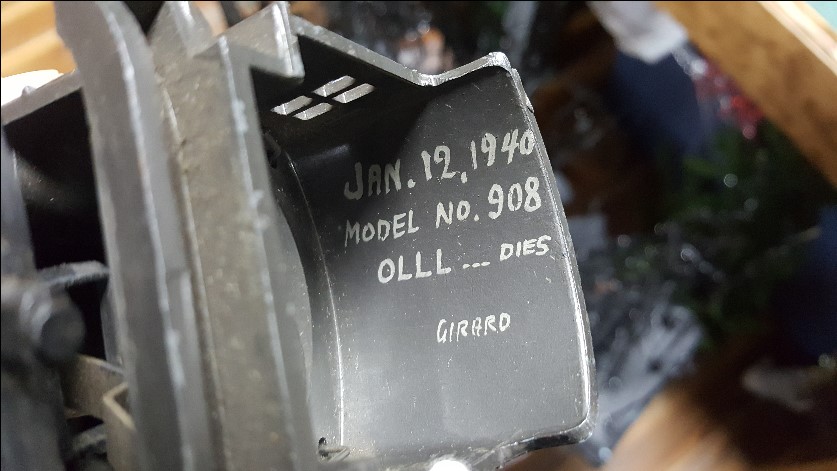 JAN. 12, 1940
MODEL NO. 908
OLLL ... DIES
GIRARD